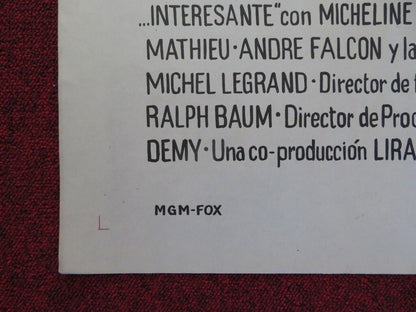 ...INTERESANTE" con MICHELINE
MATHIEU · ANDRE FALCON y la
MICHEL LEGRAND · Director de
RALPH BAUM · Director de Proc
DEMY · Una co-producción LIRA
MGM-FOX